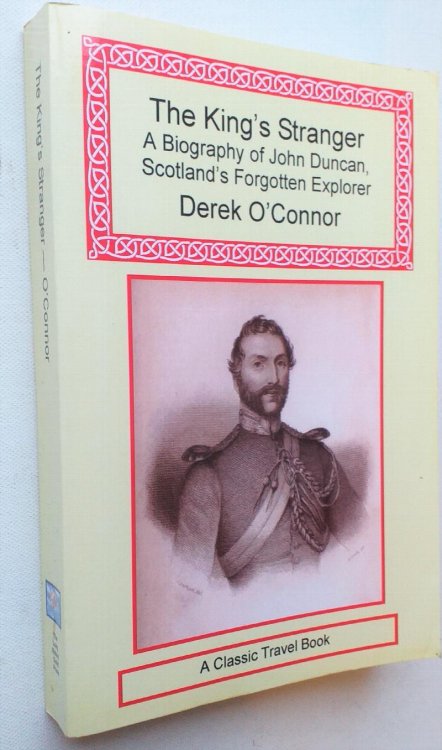 The King's Stranger
A Biography of John Duncan,
Scotland's Forgotten Explorer
Derek O'Connor
A Classic Travel Book
The King's Stranger — O'Connor